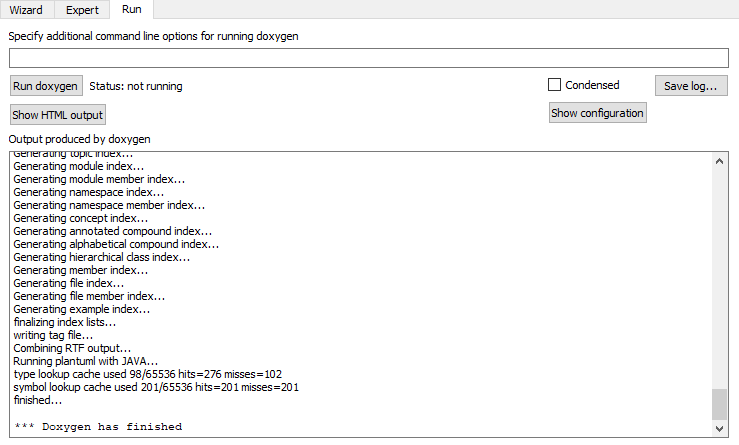 Wizard Expert Run
Specify additional command line options for running doxygen
Run doxygen Status: not running Condensed Save log...
Show HTML output Show configuration
Output produced by doxygen
Generating topic index...
Generating module index...
Generating module member index...
Generating namespace index...
Generating namespace member index...
Generating concept index...
Generating annotated compound index...
Generating alphabetical compound index...
Generating hierarchical class index...
Generating member index...
Generating file index...
Generating file member index...
Generating example index...
finalizing index lists...
writing tag file...
Combining RTF output...
Running plantuml with JAVA...
type lookup cache used 98/65536 hits=276 misses=102
symbol lookup cache used 201/65536 hits=201 misses=201
finished...
*** Doxygen has finished